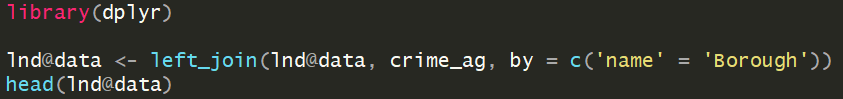 library(dplyr)
lnd@data <- left_join(lnd@data, crime_ag, by = c('name' = 'Borough'))
head(lnd@data)